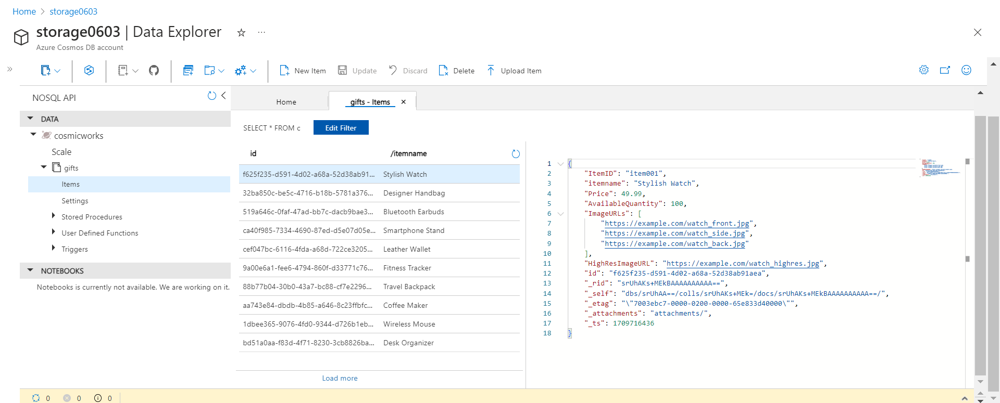 Home > storage0603
storage0603 | Data Explorer
Azure Cosmos DB account
New Item Update Discard Delete Upload Item
NOSQL API
DATA
cosmicworks
Scale
gifts
Items
Settings
Stored Procedures
User Defined Functions
Triggers
NOTEBOOKS
Notebooks is currently not available. We are working on it.
Home gifts - Items
SELECT * FROM c Edit Filter
id /itemname
f625f235-d591-4d02-a68a-52d38ab91... Stylish Watch
32ba850c-be5c-4716-b18b-5781a376... Designer Handbag
519a646c-0faf-47ad-bb7c-dacb9bae3... Bluetooth Earbuds
ca40f985-7334-4690-87ed-d5e07d05e... Smartphone Stand
cef047bc-6116-4fda-a68d-722ce3205... Leather Wallet
9a00e6a1-fee6-4794-860f-d33771c76... Fitness Tracker
88b77b04-30b0-43a7-bc88-cf7e2296... Travel Backpack
aa743e84-dbdb-4b85-a646-8c23ffbfc... Coffee Maker
1dbee365-9076-4fd0-9344-d726b1eb... Wireless Mouse
bd51a0aa-f83d-4f71-8230-3cb8826ba... Desk Organizer
Load more
1 {
2 "ItemID": "item001",
3 "itemname": "Stylish Watch",
4 "Price": 49.99,
5 "AvailableQuantity": 100,
6 "ImageURLs": [
7 "https://example.com/watch_front.jpg",
8 "https://example.com/watch_side.jpg",
9 "https://example.com/watch_back.jpg"
10 ],
11 "HighResImageURL": "https://example.com/watch_highres.jpg",
12 "id": "f625f235-d591-4d02-a68a-52d38ab91aea",
13 "_rid": "srUhAKs+MEkBAAAAAAAAAA==",
14 "_self": "dbs/srUhAA==/colls/srUhAKs+MEk=/docs/srUhAKs+MEkBAAAAAAAAAA==/",
15 "_etag": "\"7003ebc7-0000-0200-0000-65e833d40000\"",
16 "_attachments": "attachments/",
17 "_ts": 1709716436
18 }
0 0 0